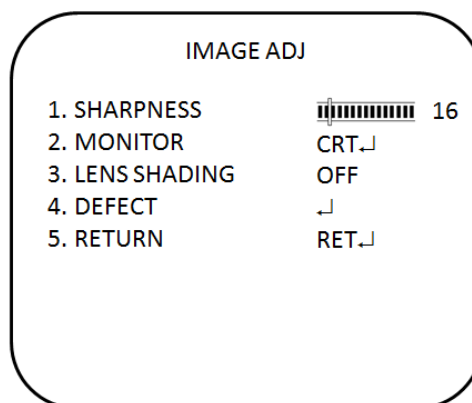 IMAGE ADJ
1. SHARPNESS 16
2. MONITOR CRT↵
3. LENS SHADING OFF
4. DEFECT ↵
5. RETURN RET↵